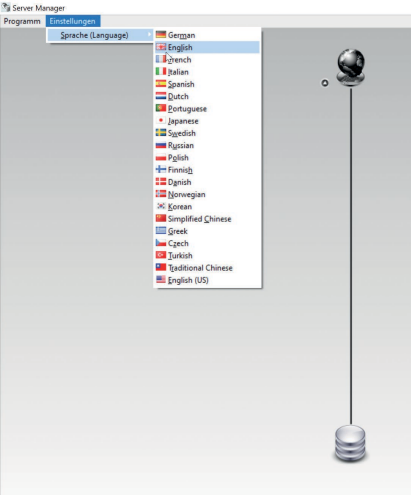 Server Manager
Programm Einstellungen
Sprache (Language)
German
English
French
Italian
Spanish
Dutch
Portuguese
Japanese
Swedish
Russian
Polish
Finnish
Danish
Norwegian
Korean
Simplified Chinese
Greek
Czech
Turkish
Traditional Chinese
English (US)